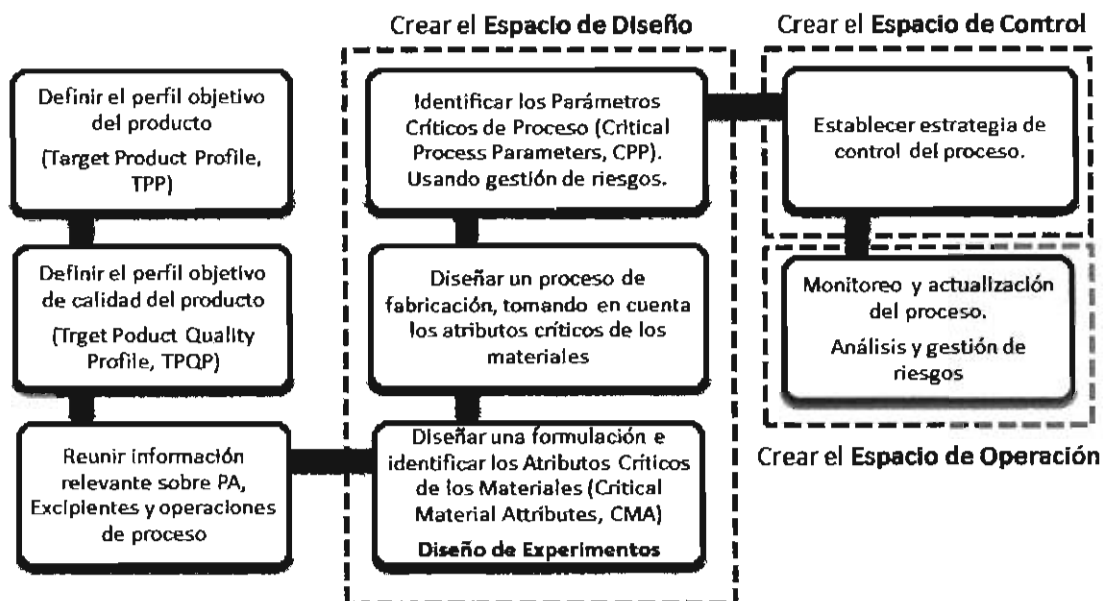 Crear el Espacio de Diseño
Crear el Espacio de Control
Definir el perfil objetivo
del producto
(Target Product Profile,
TPP)
Definir el perfil objetivo
de calidad del producto
(Trget Poduct Quality
Profile, TPQP)
Reunir información
relevante sobre PA,
Excipientes y operaciones
de proceso
Diseñar una formulación e
identificar los Atributos Críticos
de los Materiales (Critical
Material Attributes, CMA)
Diseño de Experimentos
Diseñar un proceso de
fabricación, tomando en cuenta
los atributos críticos de los
materiales
Identificar los Parámetros
Críticos de Proceso (Critical
Process Parameters, CPP).
Usando gestión de riesgos.
Establecer estrategia de
control del proceso.
Monitoreo y actualización
del proceso.
Análisis y gestión de
riesgos
Crear el Espacio de Operación